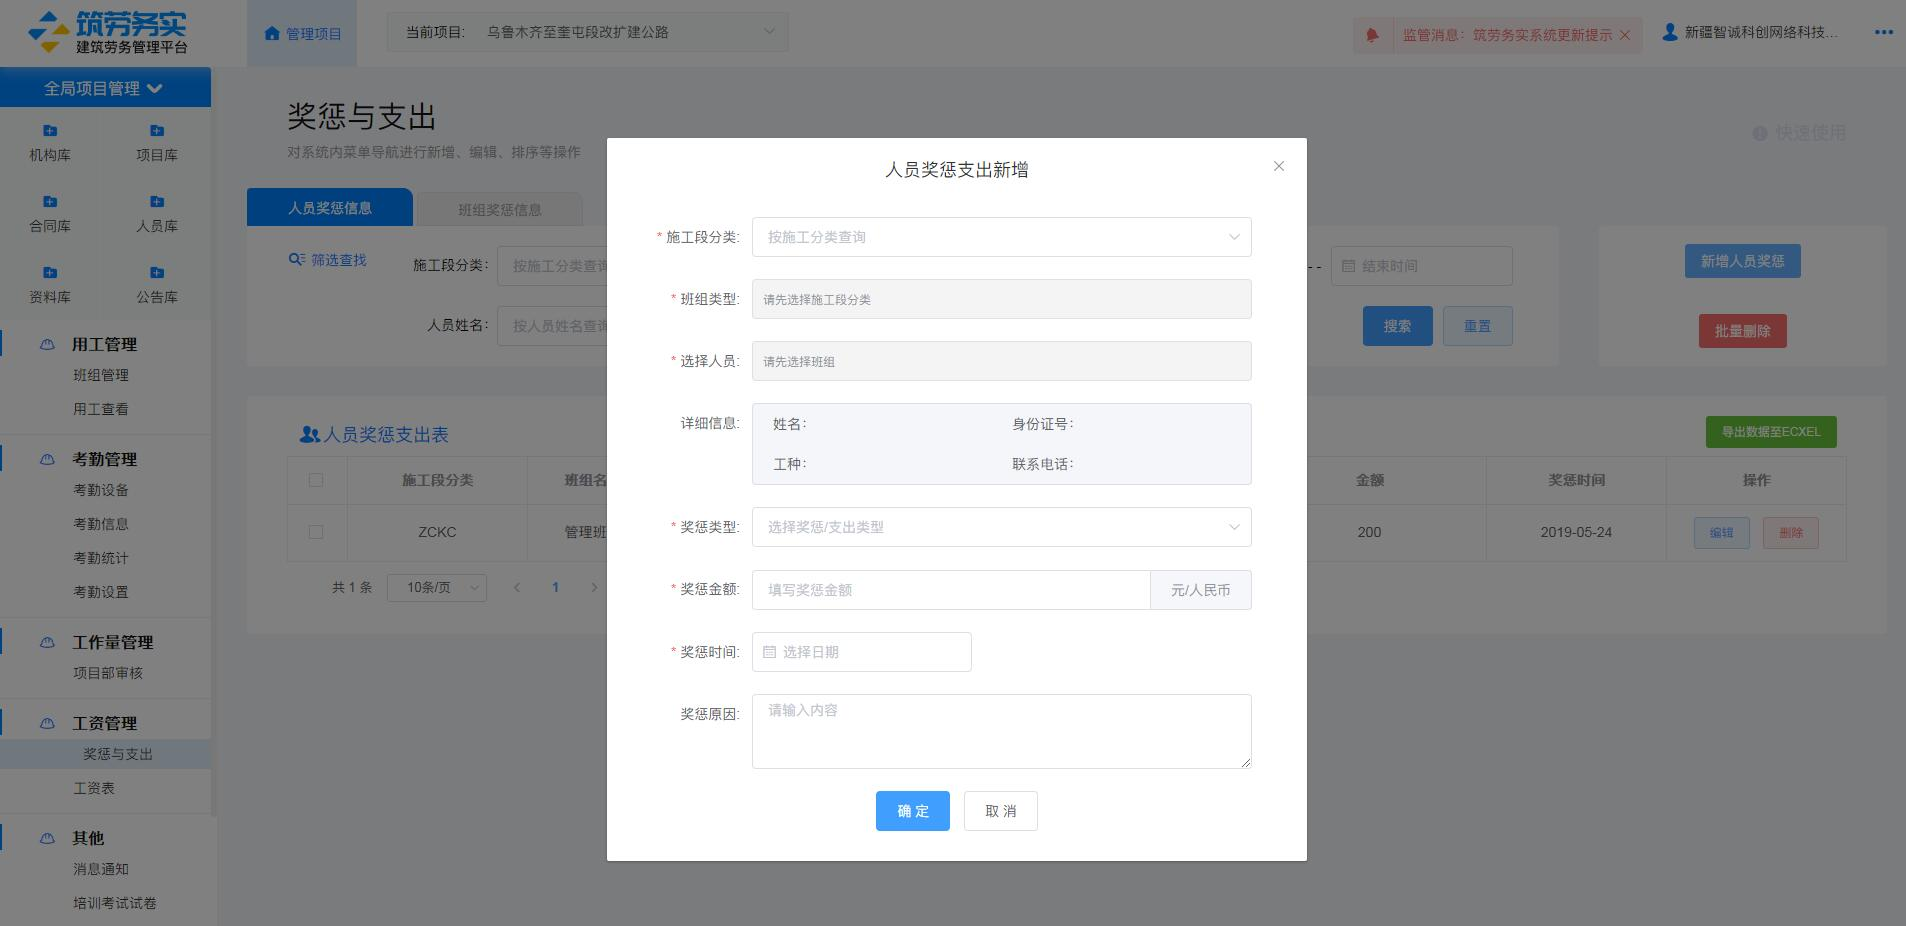 筑劳务实
建筑劳务管理平台
管理项目
当前项目: 乌鲁木齐至奎屯段改扩建公路
监管消息: 筑劳务实系统更新提示
新疆智诚科创网络科技...
全局项目管理
机构库 项目库
合同库 人员库
资料库 公告库
用工管理
班组管理
用工查看
考勤管理
考勤设备
考勤信息
考勤统计
考勤设置
工作量管理
项目部审核
工资管理
奖惩与支出
工资表
其他
消息通知
培训考试试卷
奖惩与支出
对系统内菜单导航进行新增、编辑、排序等操作
快速使用
人员奖惩信息 班组奖惩信息
筛选查找 施工段分类: 按施工分类查询
-- 结束时间
新增人员奖惩
人员姓名: 按人员姓名查询
搜索 重置
批量删除
人员奖惩支出表
导出数据至ECXEL
施工段分类 班组名 金额 奖惩时间 操作
ZCKC 管理班 200 2019-05-24 编辑 删除
共 1 条 10条/页 1
人员奖惩支出新增
* 施工段分类: 按施工分类查询
* 班组类型: 请先选择施工段分类
* 选择人员: 请先选择班组
详细信息: 姓名: 身份证号:
工种: 联系电话:
* 奖惩类型: 选择奖惩/支出类型
* 奖惩金额: 填写奖惩金额 元/人民币
* 奖惩时间: 选择日期
奖惩原因: 请输入内容
确 定 取 消